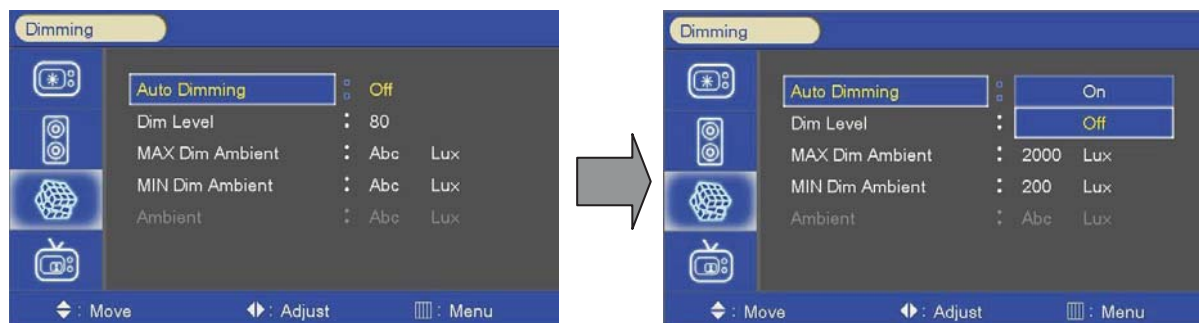 Dimming
Auto Dimming : Off
Dim Level : 80
MAX Dim Ambient : Abc Lux
MIN Dim Ambient : Abc Lux
Ambient : Abc Lux
: Move : Adjust : Menu
Dimming
Auto Dimming : On
Dim Level : Off
MAX Dim Ambient : 2000 Lux
MIN Dim Ambient : 200 Lux
Ambient : Abc Lux
: Move : Adjust : Menu